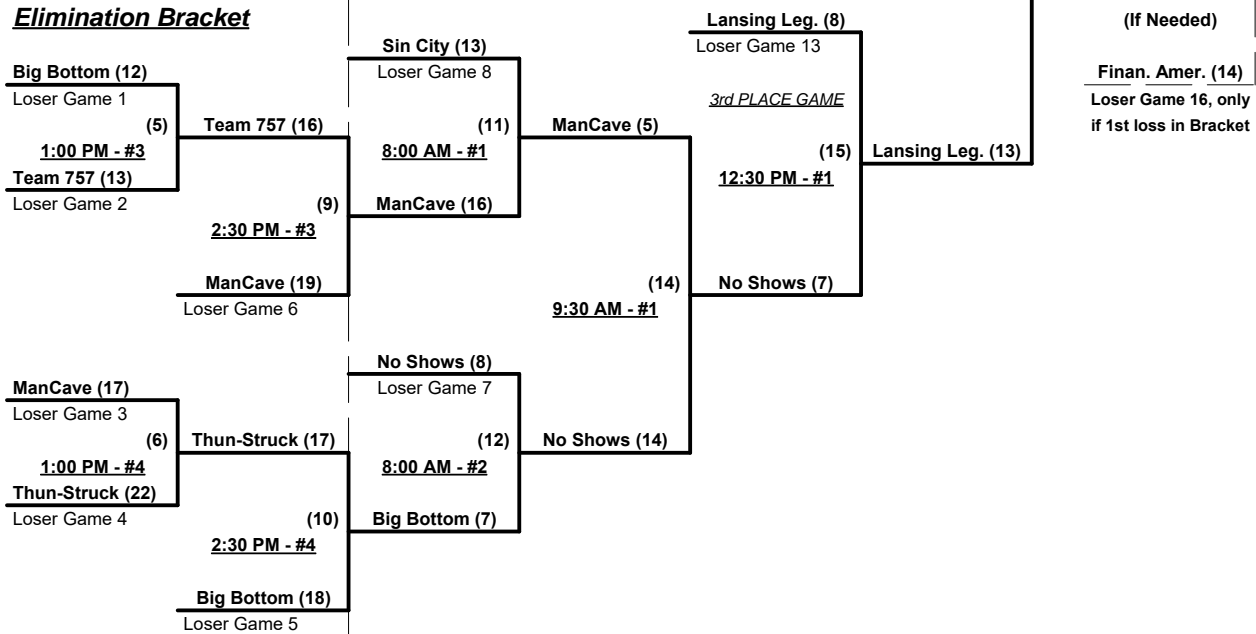 Elimination Bracket
Big Bottom (12)
Loser Game 1
(5)
1:00 PM - #3
Team 757 (13)
Loser Game 2
Team 757 (16)
(9)
2:30 PM - #3
ManCave (19)
Loser Game 6
ManCave (17)
Loser Game 3
(6)
1:00 PM - #4
Thun-Struck (22)
Loser Game 4
Thun-Struck (17)
(10)
2:30 PM - #4
Big Bottom (18)
Loser Game 5
Sin City (13)
Loser Game 8
(11)
8:00 AM - #1
ManCave (16)
No Shows (8)
Loser Game 7
(12)
8:00 AM - #2
Big Bottom (7)
ManCave (5)
(14)
9:30 AM - #1
No Shows (14)
Lansing Leg. (8)
Loser Game 13
3rd PLACE GAME
(15)
12:30 PM - #1
No Shows (7)
Lansing Leg. (13)
(If Needed)
Finan. Amer. (14)
Loser Game 16, only
if 1st loss in Bracket